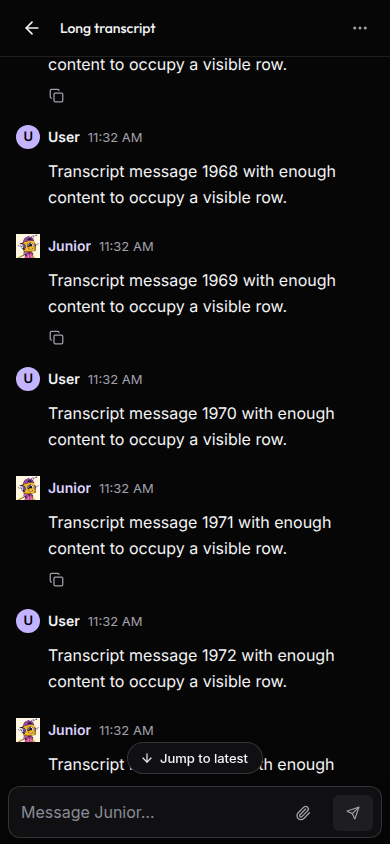 Long transcript
content to occupy a visible row.
U User 11:32 AM
Transcript message 1968 with enough
content to occupy a visible row.
Junior 11:32 AM
Transcript message 1969 with enough
content to occupy a visible row.
U User 11:32 AM
Transcript message 1970 with enough
content to occupy a visible row.
Junior 11:32 AM
Transcript message 1971 with enough
content to occupy a visible row.
U User 11:32 AM
Transcript message 1972 with enough
content to occupy a visible row.
Junior 11:32 AM
Transcript th enough
Jump to latest
Message Junior...